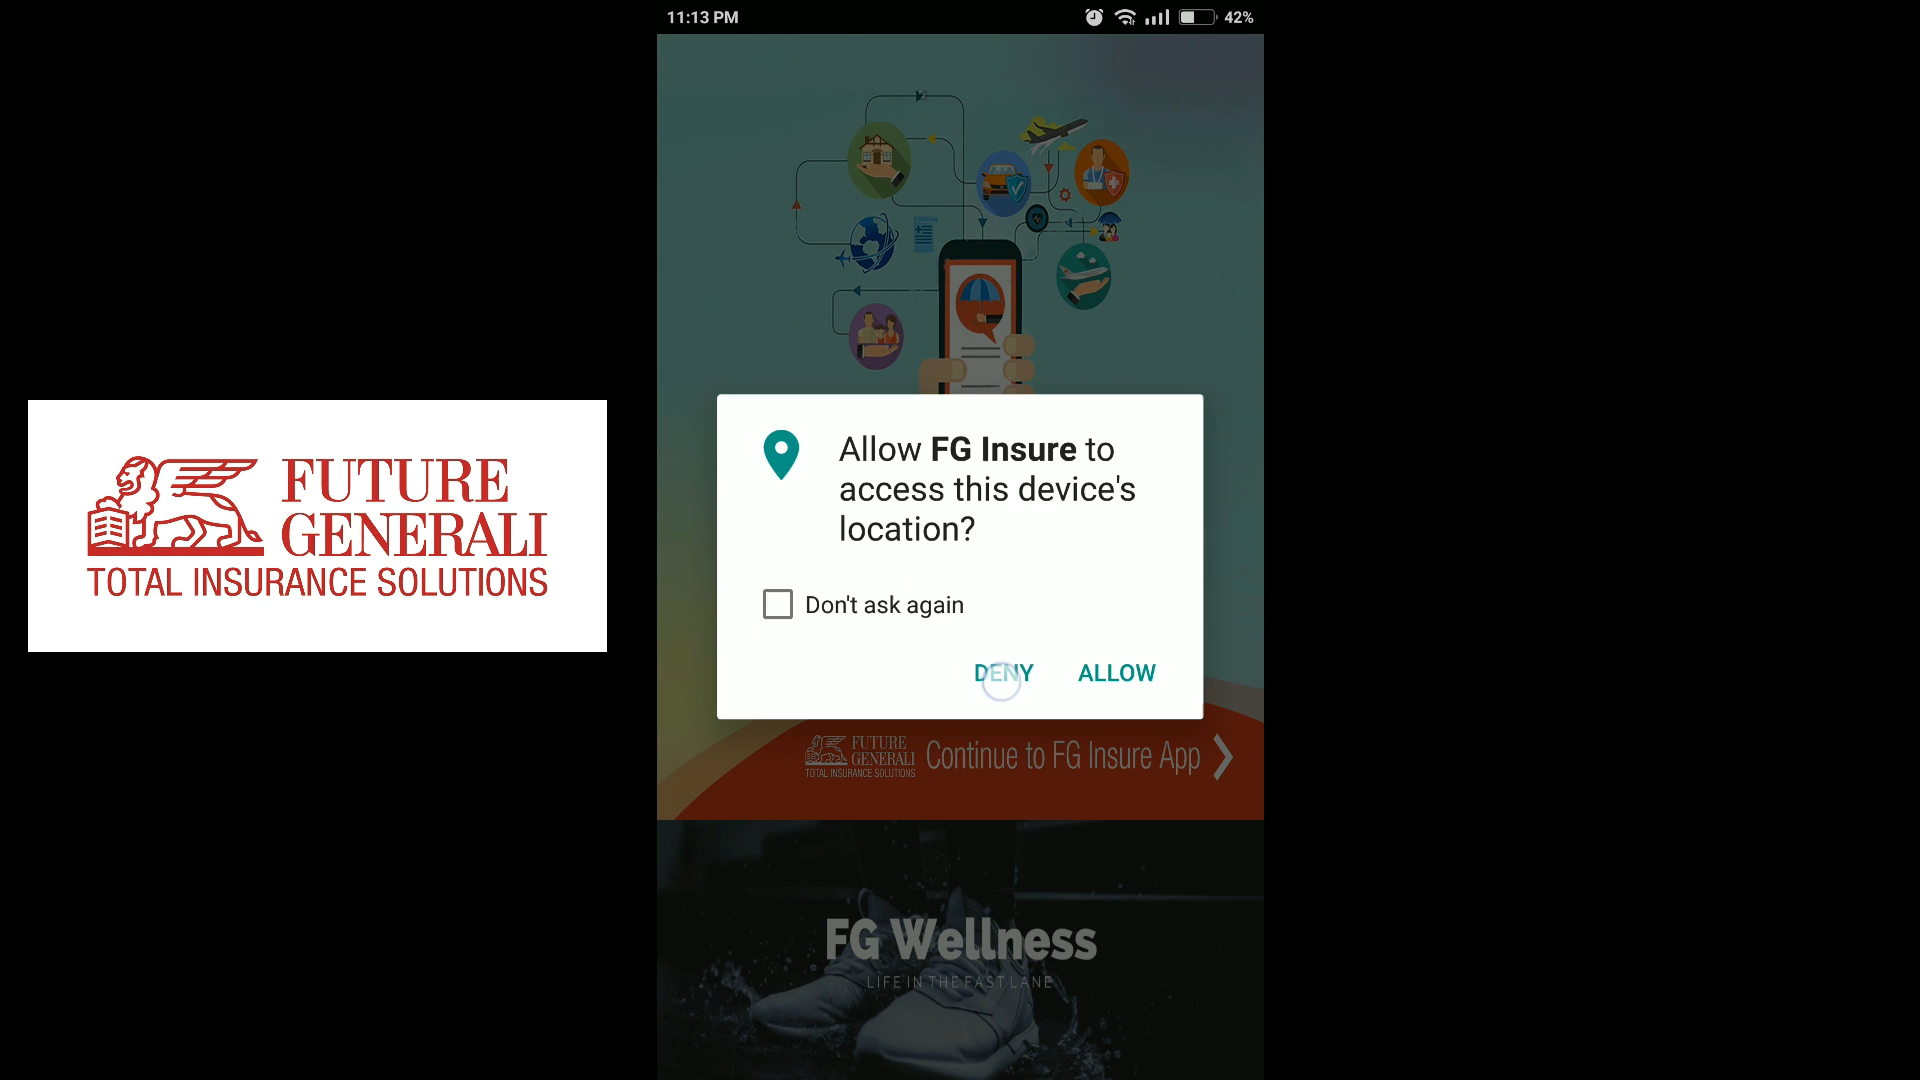 11:13 PM
42%
FUTURE
GENERALI
TOTAL INSURANCE SOLUTIONS
Allow FG Insure to
access this device's
location?
Don't ask again
DENY
ALLOW
FUTURE
GENERALI
TOTAL INSURANCE SOLUTIONS
Continue to FG Insure App
FG Wellness
LIFE IN THE FAST LANE